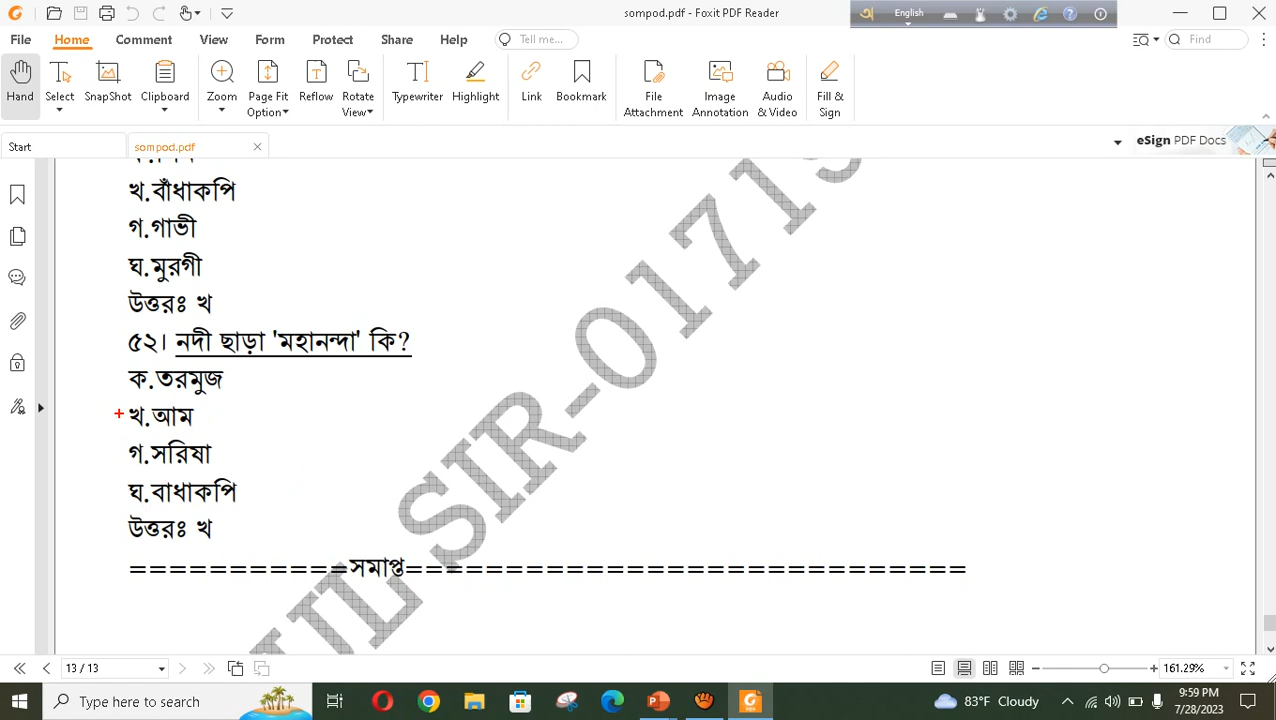 sompod.pdf - Foxit PDF Reader
English
File Home Comment View Form Protect Share Help Tell me... Find
Hand Select SnapShot Clipboard Zoom Page Fit Option Reflow Rotate View Typewriter Highlight Link Bookmark File Attachment Image Annotation Audio & Video Fill & Sign
Start sompod.pdf eSign PDF Docs
খ.বাঁধাকপি
গ.গাভী
ঘ.মুরগী
উত্তরঃ খ
৫২। নদী ছাড়া 'মহানন্দা' কি?
ক.তরমুজ
খ.আম
গ.সরিষা
ঘ.বাধাকপি
উত্তরঃ খ
===========সমাপ্ত============================
SIR-01715
13 / 13 161.29%
Type here to search 83°F Cloudy 9:59 PM
7/28/2023